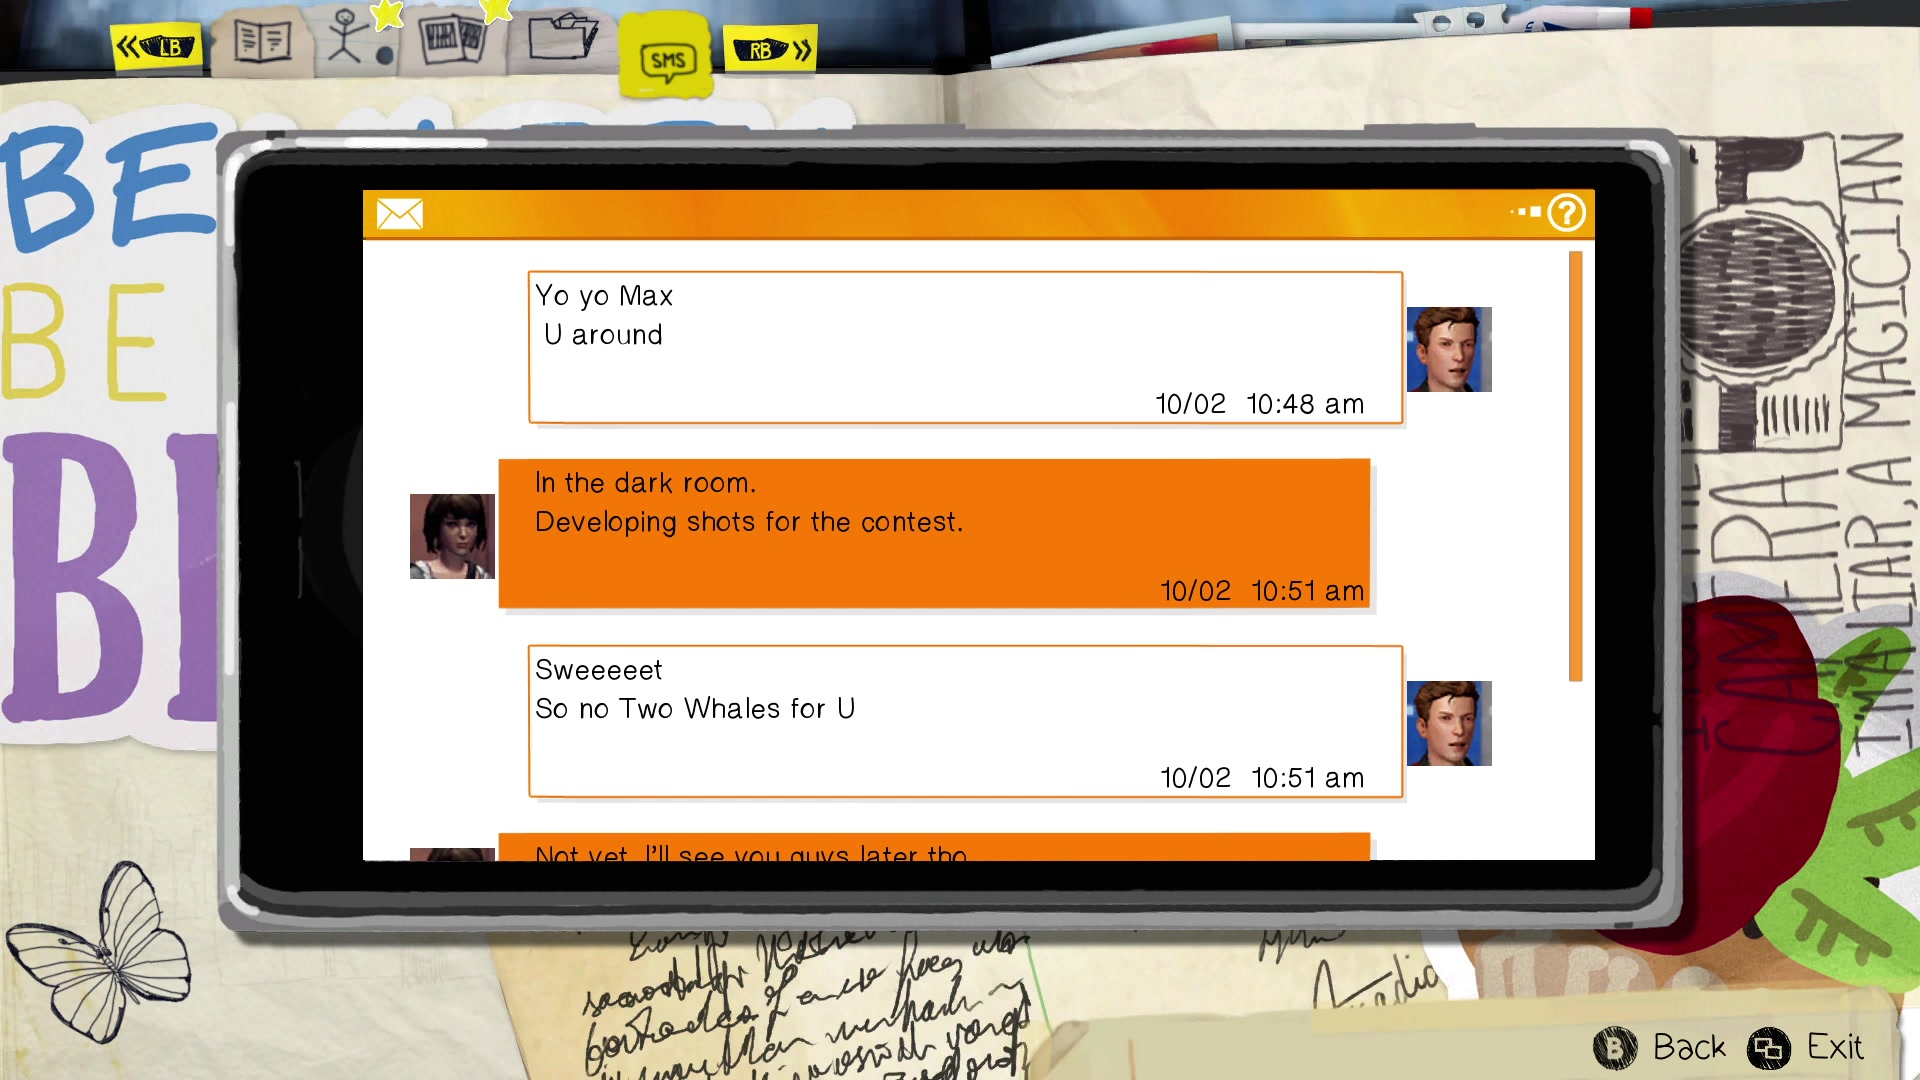 LB
SMS
RB
BE
BE
Yo yo Max
U around
10/02 10:48 am
In the dark room.
Developing shots for the contest.
10/02 10:51 am
Sweeeeet
So no Two Whales for U
10/02 10:51 am
Not yet. I'll see you guys later tho
CAMERA
I'M A LIAR, A MAGICIAN
B Back Exit